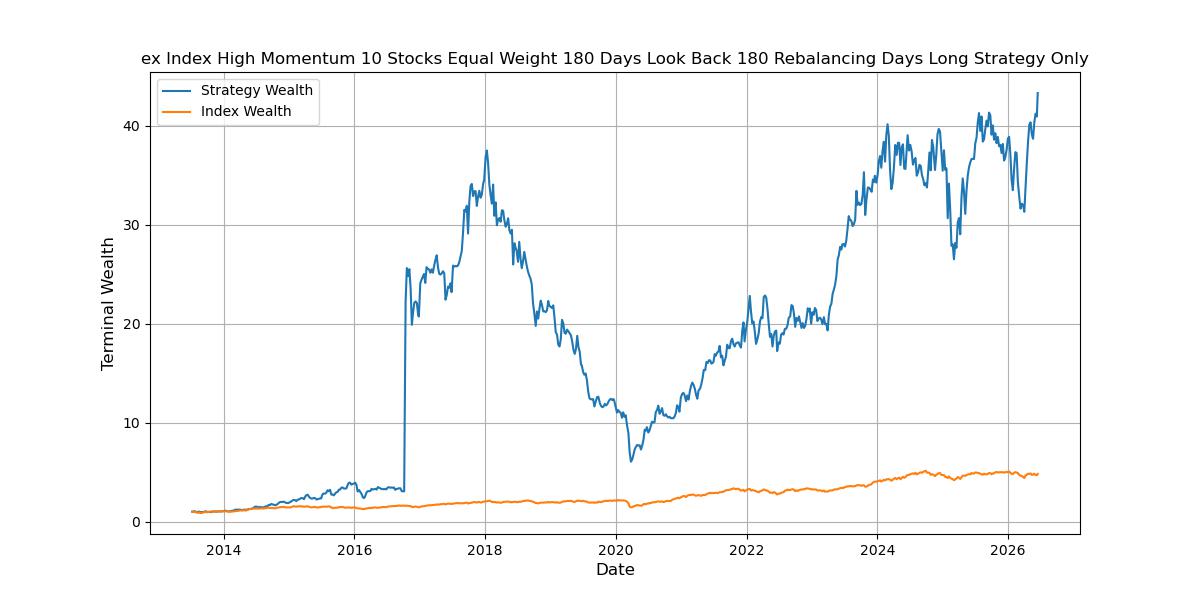 ex Index High Momentum 10 Stocks Equal Weight 180 Days Look Back 180 Rebalancing Days Long Strategy Only
Strategy Wealth
Index Wealth
Terminal Wealth
40
30
20
10
0
2014 2016 2018 2020 2022 2024 2026
Date